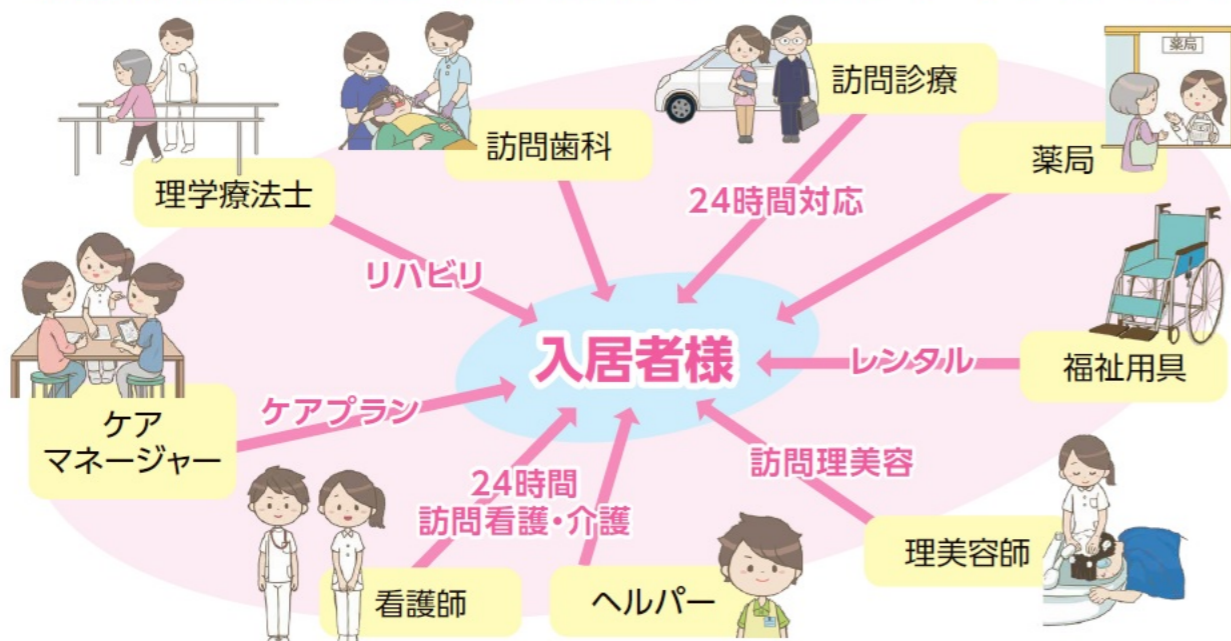 薬局
訪問診療
訪問歯科
薬局
理学療法士
24時間対応
リハビリ
入居者様
レンタル
福祉用具
ケアプラン
ケア
マネージャー
訪問理美容
24時間
訪問看護・介護
理美容師
看護師
ヘルパー